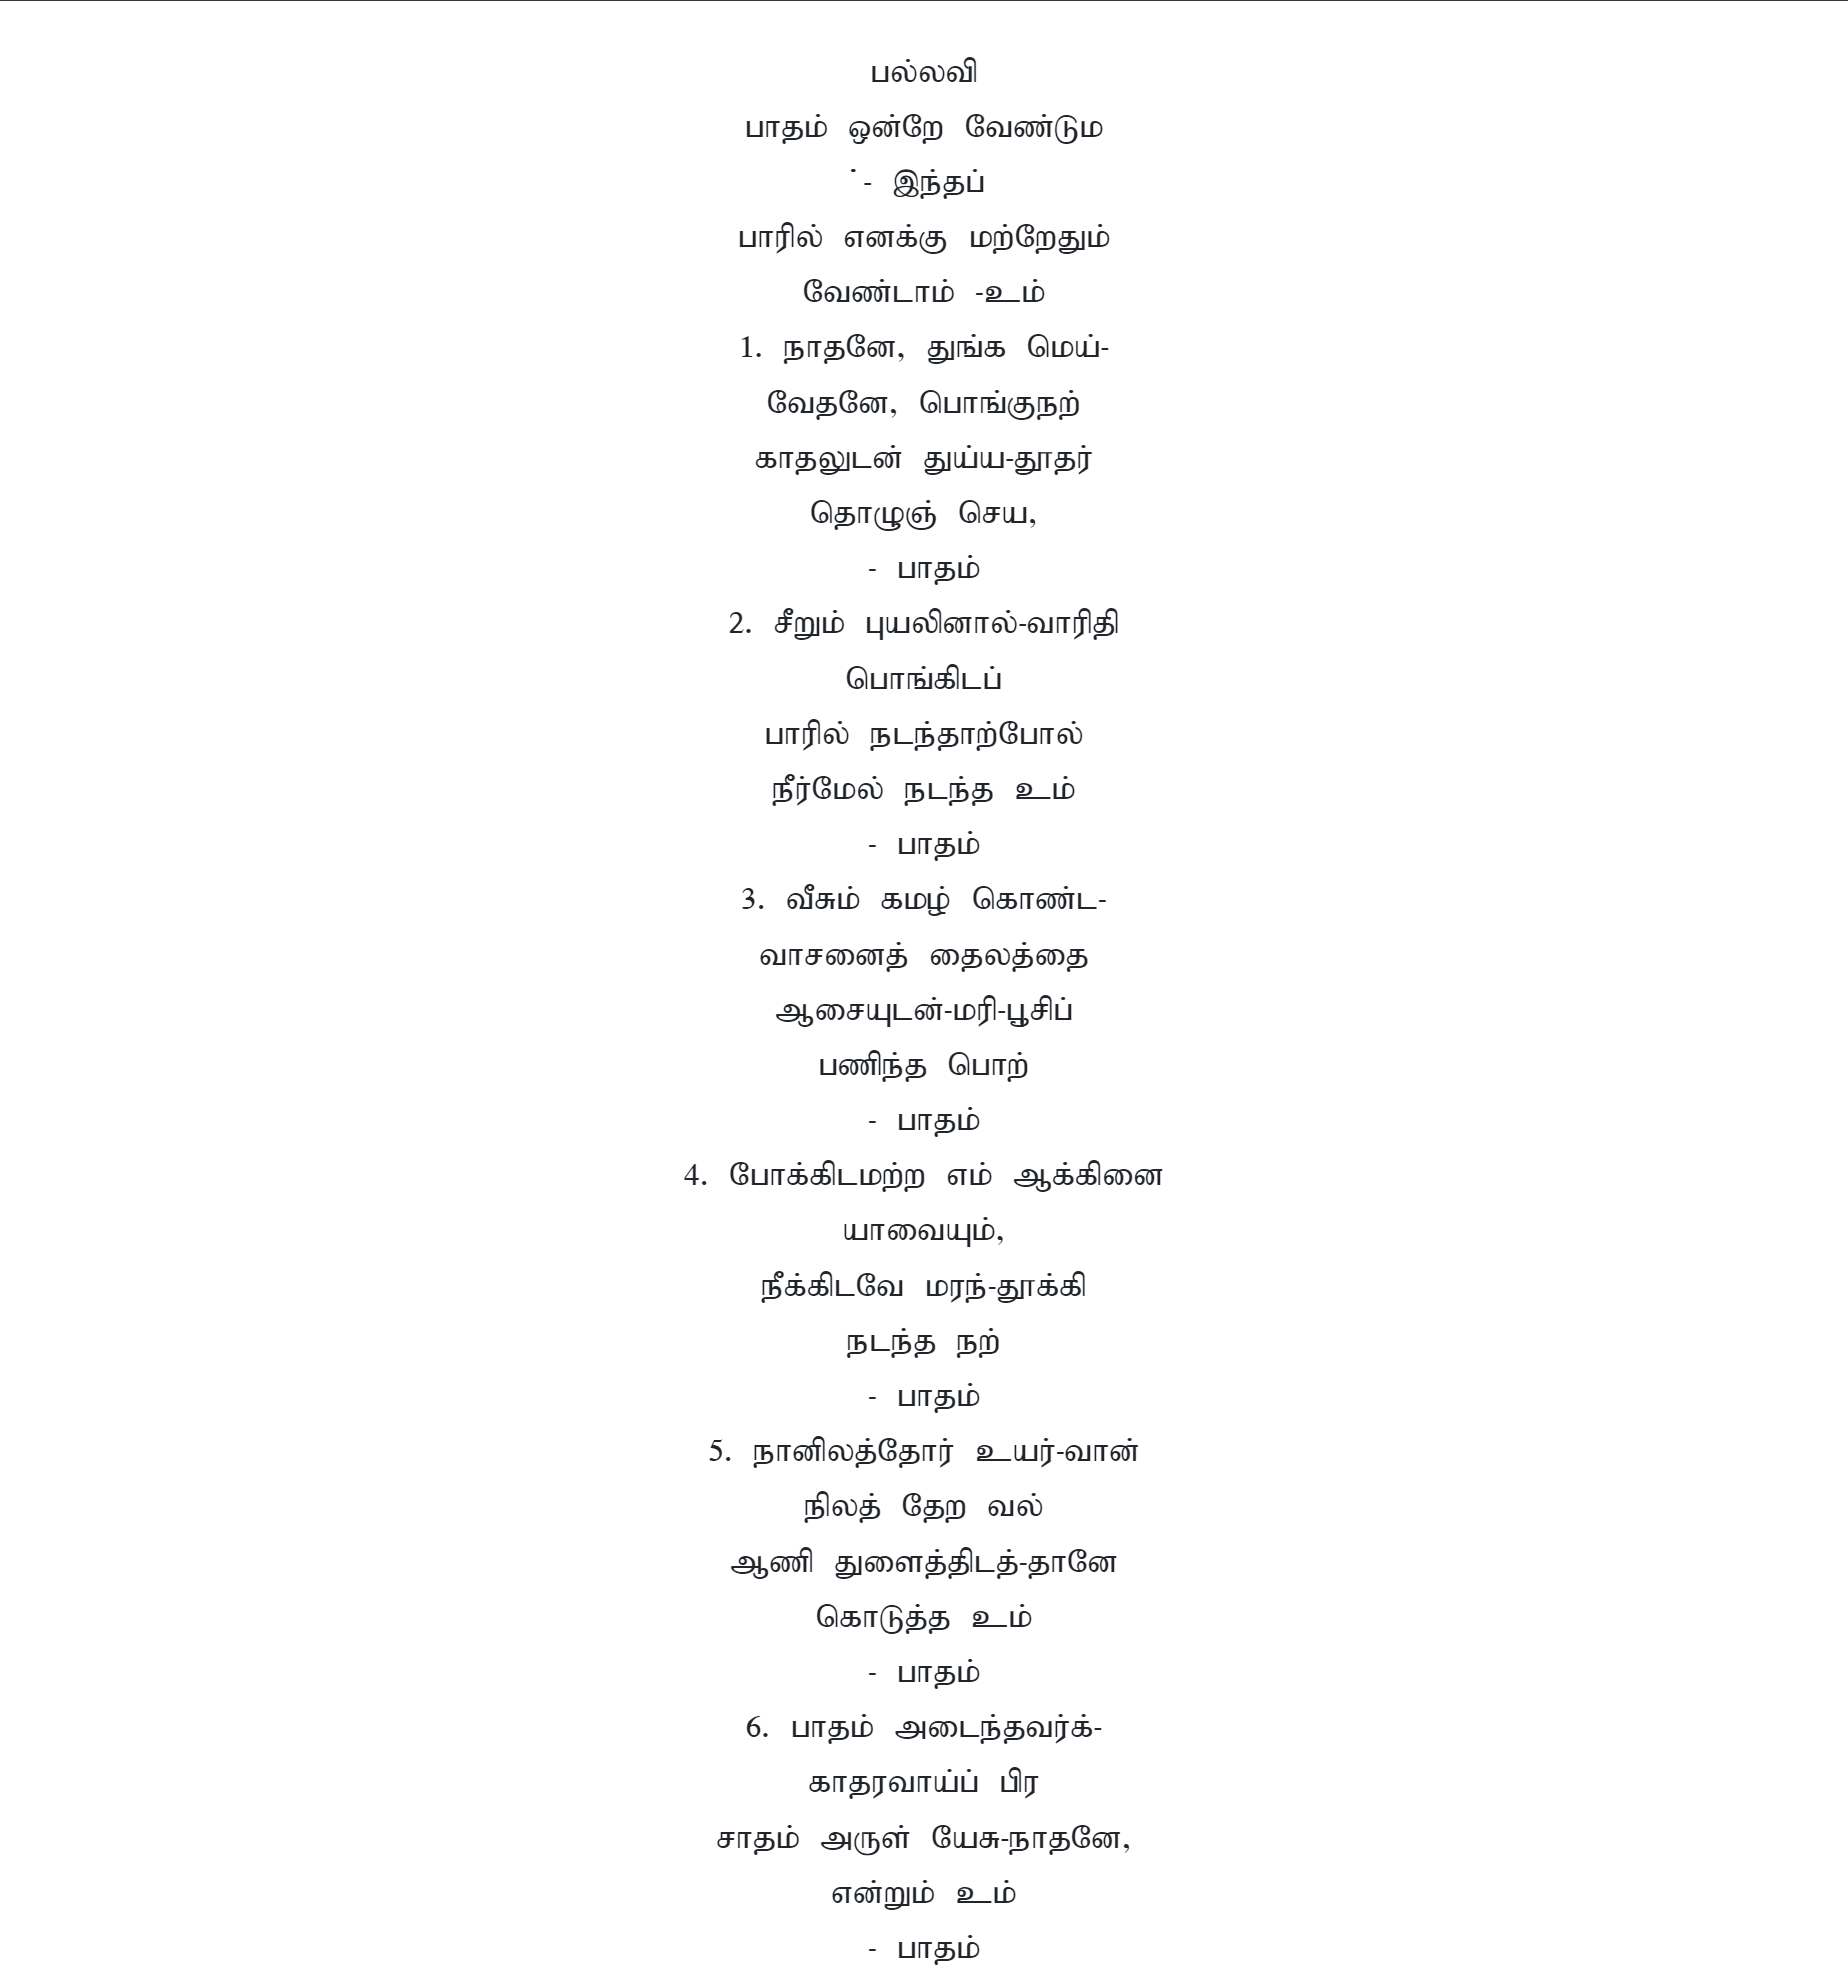 பல்லவி
பாதம் ஒன்றே வேண்டும
்- இந்தப்
பாரில் எனக்கு மற்றேதும்
வேண்டாம் -உம்
1. நாதனே, துங்க மெய்-
வேதனே, பொங்குநற்
காதலுடன் துய்ய-தூதர்
தொழுஞ் செய,
- பாதம்
2. சீறும் புயலினால்-வாரிதி
பொங்கிடப்
பாரில் நடந்தாற்போல்
நீர்மேல் நடந்த உம்
- பாதம்
3. வீசும் கமழ் கொண்ட-
வாசனைத் தைலத்தை
ஆசையுடன்-மரி-பூசிப்
பணிந்த பொற்
- பாதம்
4. போக்கிடமற்ற எம் ஆக்கினை
யாவையும்,
நீக்கிடவே மரந்-தூக்கி
நடந்த நற்
- பாதம்
5. நானிலத்தோர் உயர்-வான்
நிலத் தேற வல்
ஆணி துளைத்திடத்-தானே
கொடுத்த உம்
- பாதம்
6. பாதம் அடைந்தவர்க்-
காதரவாய்ப் பிர
சாதம் அருள் யேசு-நாதனே,
என்றும் உம்
- பாதம்